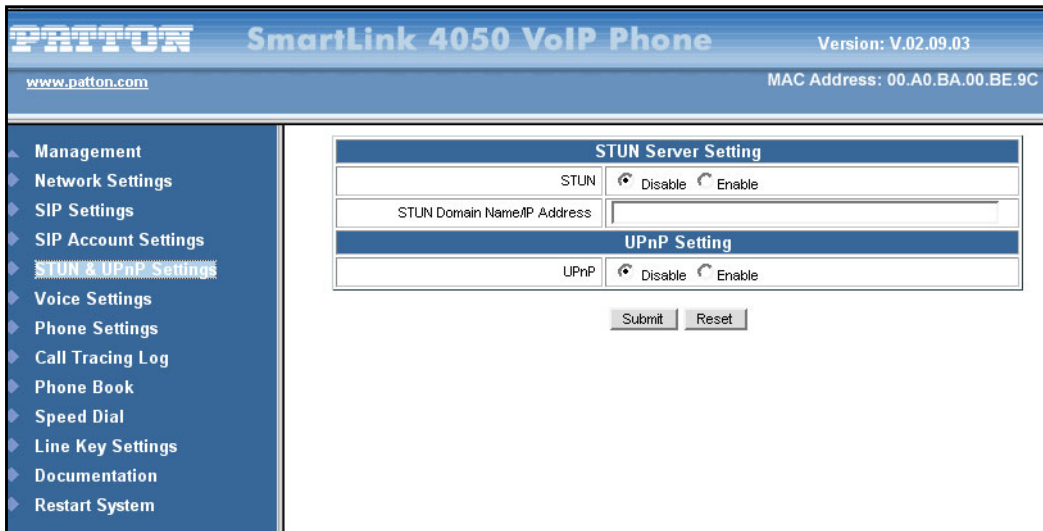 PATTON SmartLink 4050 VoIP Phone Version: V.02.09.03
www.patton.com MAC Address: 00.A0.BA.00.BE.9C
Management
Network Settings
SIP Settings
SIP Account Settings
STUN & UPnP Settings
Voice Settings
Phone Settings
Call Tracing Log
Phone Book
Speed Dial
Line Key Settings
Documentation
Restart System
STUN Server Setting
STUN Disable Enable
STUN Domain Name/IP Address
UPnP Setting
UPnP Disable Enable
Submit Reset